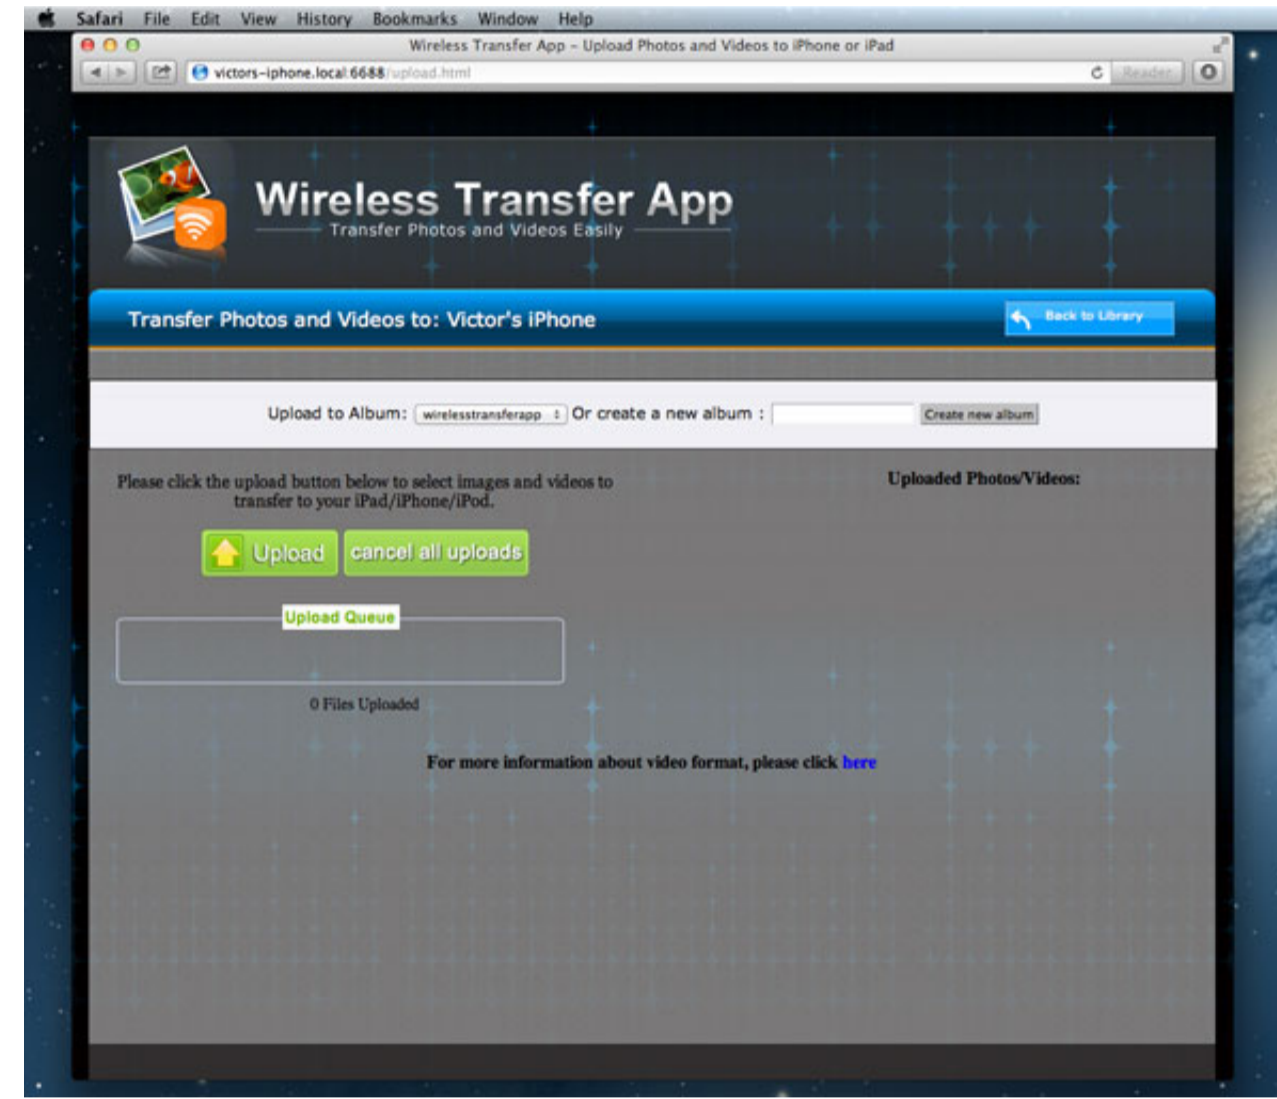 Safari File Edit View History Bookmarks Window Help
Wireless Transfer App – Upload Photos and Videos to iPhone or iPad
victors-iphone.local:6688/upload.html
Reader
Wireless Transfer App
Transfer Photos and Videos Easily
Transfer Photos and Videos to: Victor's iPhone
Back to Library
Upload to Album: wirelesstransferapp Or create a new album : Create new album
Please click the upload button below to select images and videos to
transfer to your iPad/iPhone/iPod.
Uploaded Photos/Videos:
Upload
cancel all uploads
Upload Queue
0 Files Uploaded
For more information about video format, please click here